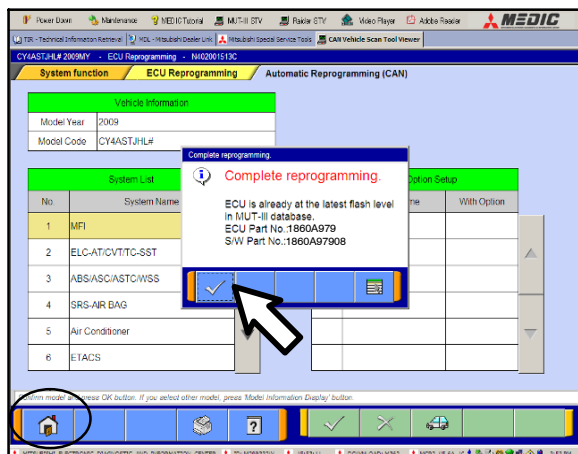 Power Down Maintenance MEDIC Tutorial MUT-III STV Raider STV Video Player Adobe Reader MEDIC
TIR - Technical Information Retrieval MDL - Mitsubishi Dealer Link Mitsubishi Special Service Tools CAN Vehicle Scan Tool Viewer
CY4ASTJHL# 2009MY - ECU Reprogramming - N402001513C
System function ECU Reprogramming Automatic Reprogramming (CAN)
Vehicle Information
Model Year 2009
Model Code CY4ASTJHL#
Complete reprogramming.
Complete reprogramming.
ECU is already at the latest flash level
in MUT-III database.
ECU Part No.:1860A979
S/W Part No.:1860A97908
System List Option Setup
No. System Name With Option
1 MFI
2 ELC-AT/CVT/TC-SST
3 ABS/ASC/ASTC/WSS
4 SRS-AIR BAG
5 Air Conditioner
6 ETACS
Confirm model and press OK button. If you select other model, press 'Model Information Display' button.
?